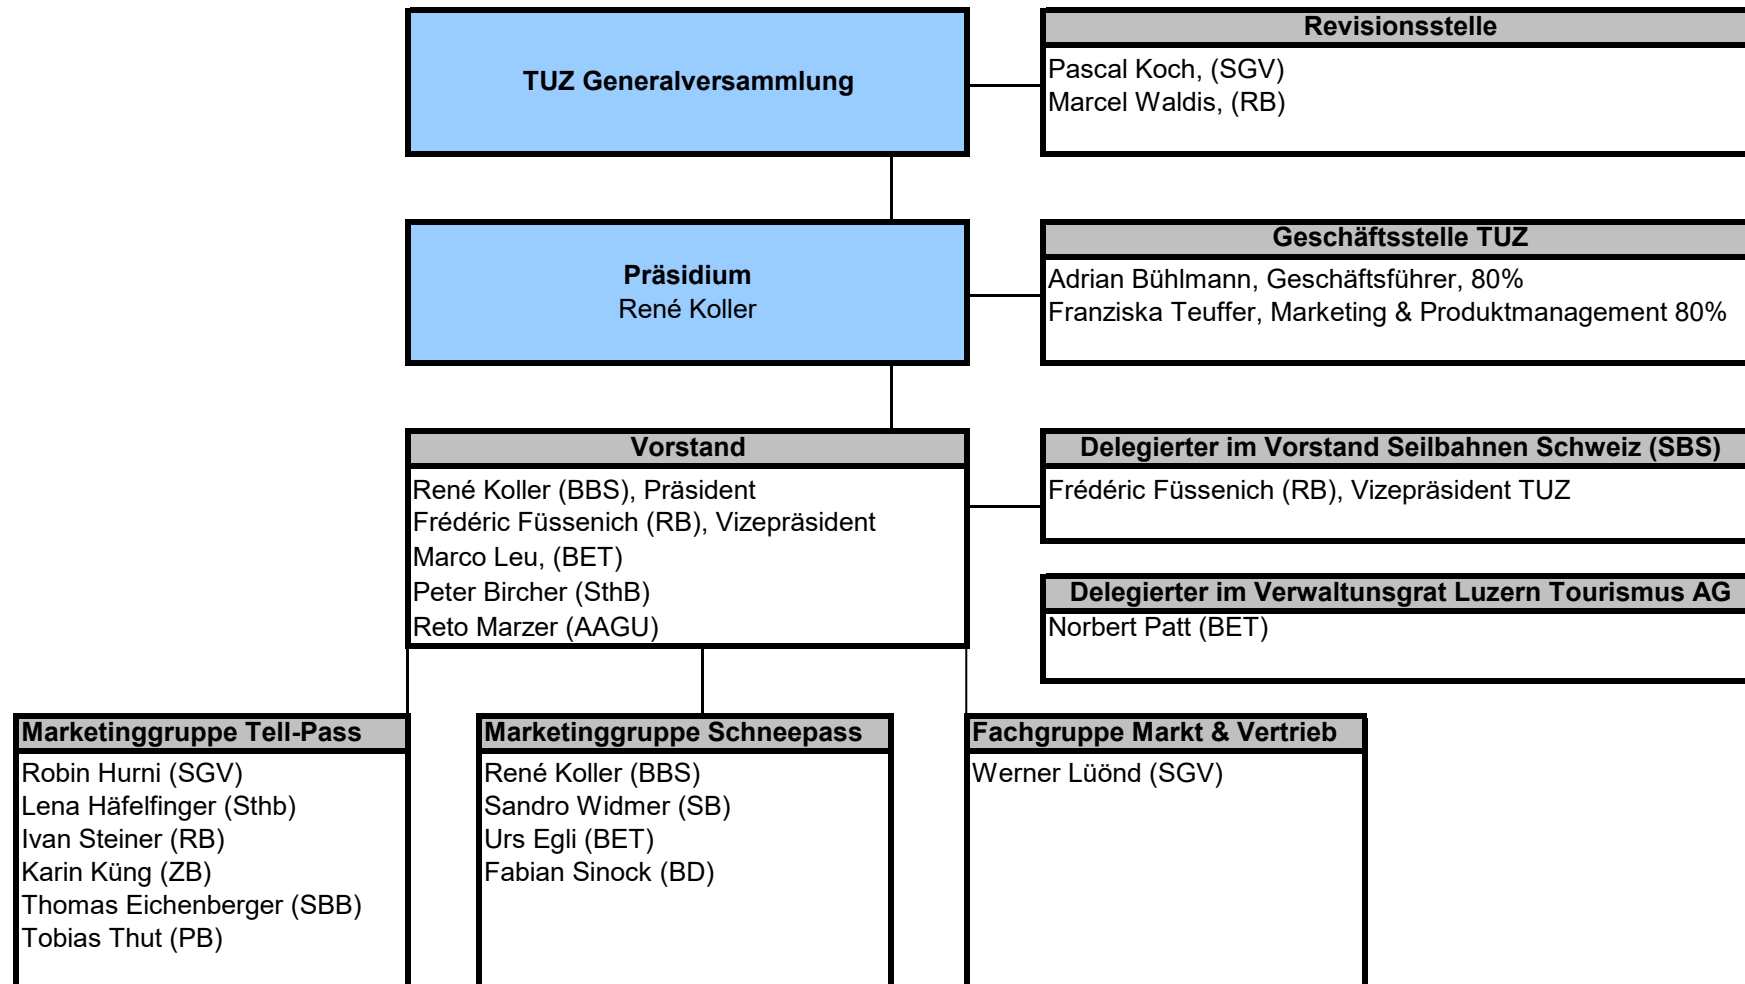 TUZ Generalversammlung
Revisionsstelle
Pascal Koch, (SGV)
Marcel Waldis, (RB)
Präsidium
René Koller
Geschäftsstelle TUZ
Adrian Bühlmann, Geschäftsführer, 80%
Franziska Teuffer, Marketing & Produktmanagement 80%
Vorstand
René Koller (BBS), Präsident
Frédéric Füssenich (RB), Vizepräsident
Marco Leu, (BET)
Peter Bircher (SthB)
Reto Marzer (AAGU)
Delegierter im Vorstand Seilbahnen Schweiz (SBS)
Frédéric Füssenich (RB), Vizepräsident TUZ
Delegierter im Verwaltunsgrat Luzern Tourismus AG
Norbert Patt (BET)
Marketinggruppe Tell-Pass
Robin Hurni (SGV)
Lena Häfelfinger (Sthb)
Ivan Steiner (RB)
Karin Küng (ZB)
Thomas Eichenberger (SBB)
Tobias Thut (PB)
Marketinggruppe Schneepass
René Koller (BBS)
Sandro Widmer (SB)
Urs Egli (BET)
Fabian Sinock (BD)
Fachgruppe Markt & Vertrieb
Werner Lüönd (SGV)